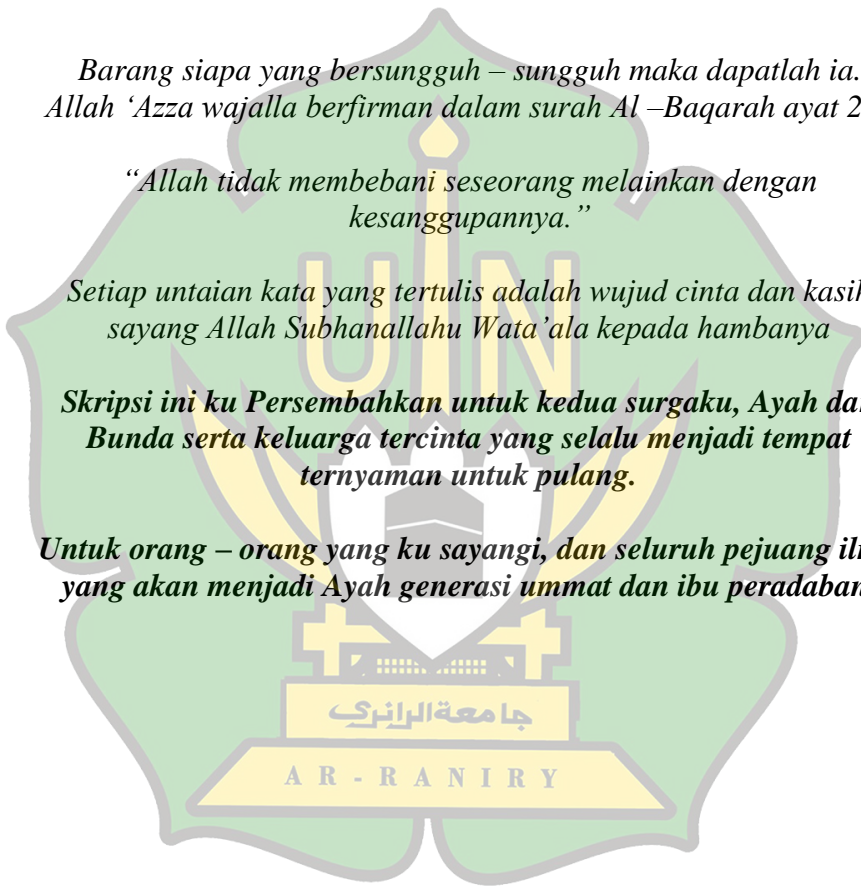 Barang siapa yang bersungguh – sungguh maka dapatlah ia.
Allah ‘Azza wajalla berfirman dalam surah Al –Baqarah ayat
“Allah tidak membebani seseorang melainkan dengan
kesanggupannya.”
Setiap untaian kata yang tertulis adalah wujud cinta dan kasih
sayang Allah Subhanallahu Wata’ala kepada hambanya
Skripsi ini ku Persembahkan untuk kedua surgaku, Ayah
Bunda serta keluarga tercinta yang selalu menjadi tempat
ternyaman untuk pulang.
Untuk orang – orang yang ku sayangi, dan seluruh pejuang
yang akan menjadi Ayah generasi ummat dan ibu peradaban
UIN
جامعة الرانري
AR-RANIRY